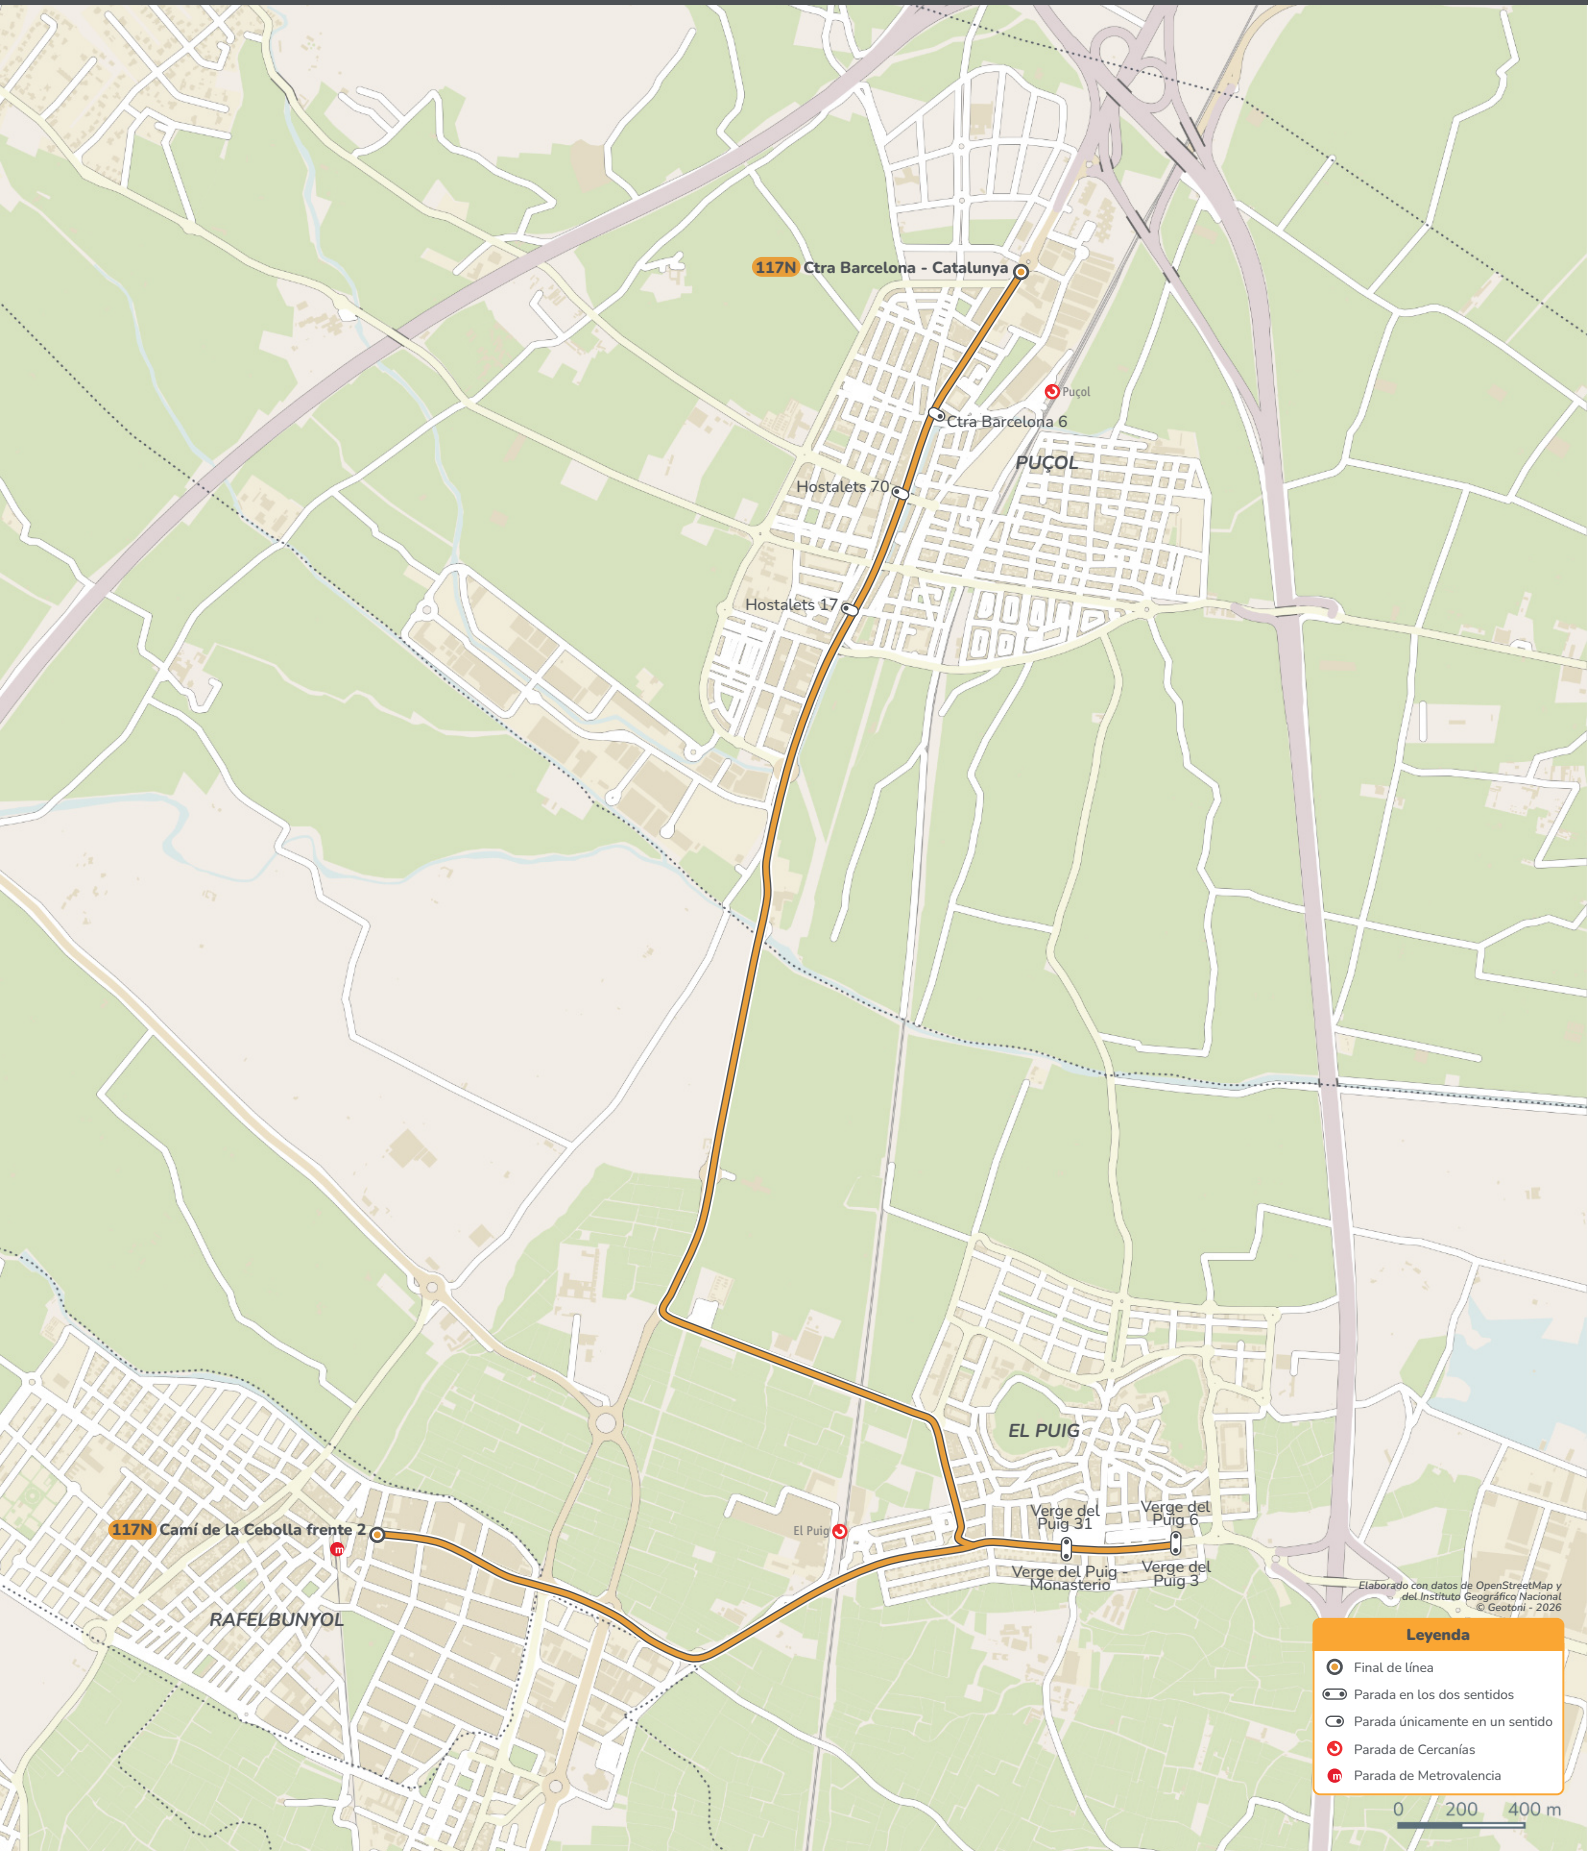 117N Ctra Barcelona - Catalunya
Puçol
Ctra Barcelona 6
PUÇOL
Hostalets 70
Hostalets 17
EL PUIG
Verge del
Puig 31
Verge del
Puig 6
117N Camí de la Cebolla frente 2
m
El Puig
Verge del Puig -
Monasterio
Verge del
Puig 3
RAFELBUNYOL
Elaborado con datos de OpenStreetMap y
del Instituto Geográfico Nacional
© Geotoni - 2026
Leyenda
Final de línea
Parada en los dos sentidos
Parada únicamente en un sentido
Parada de Cercanías
m Parada de Metrovalencia
0 200 400 m